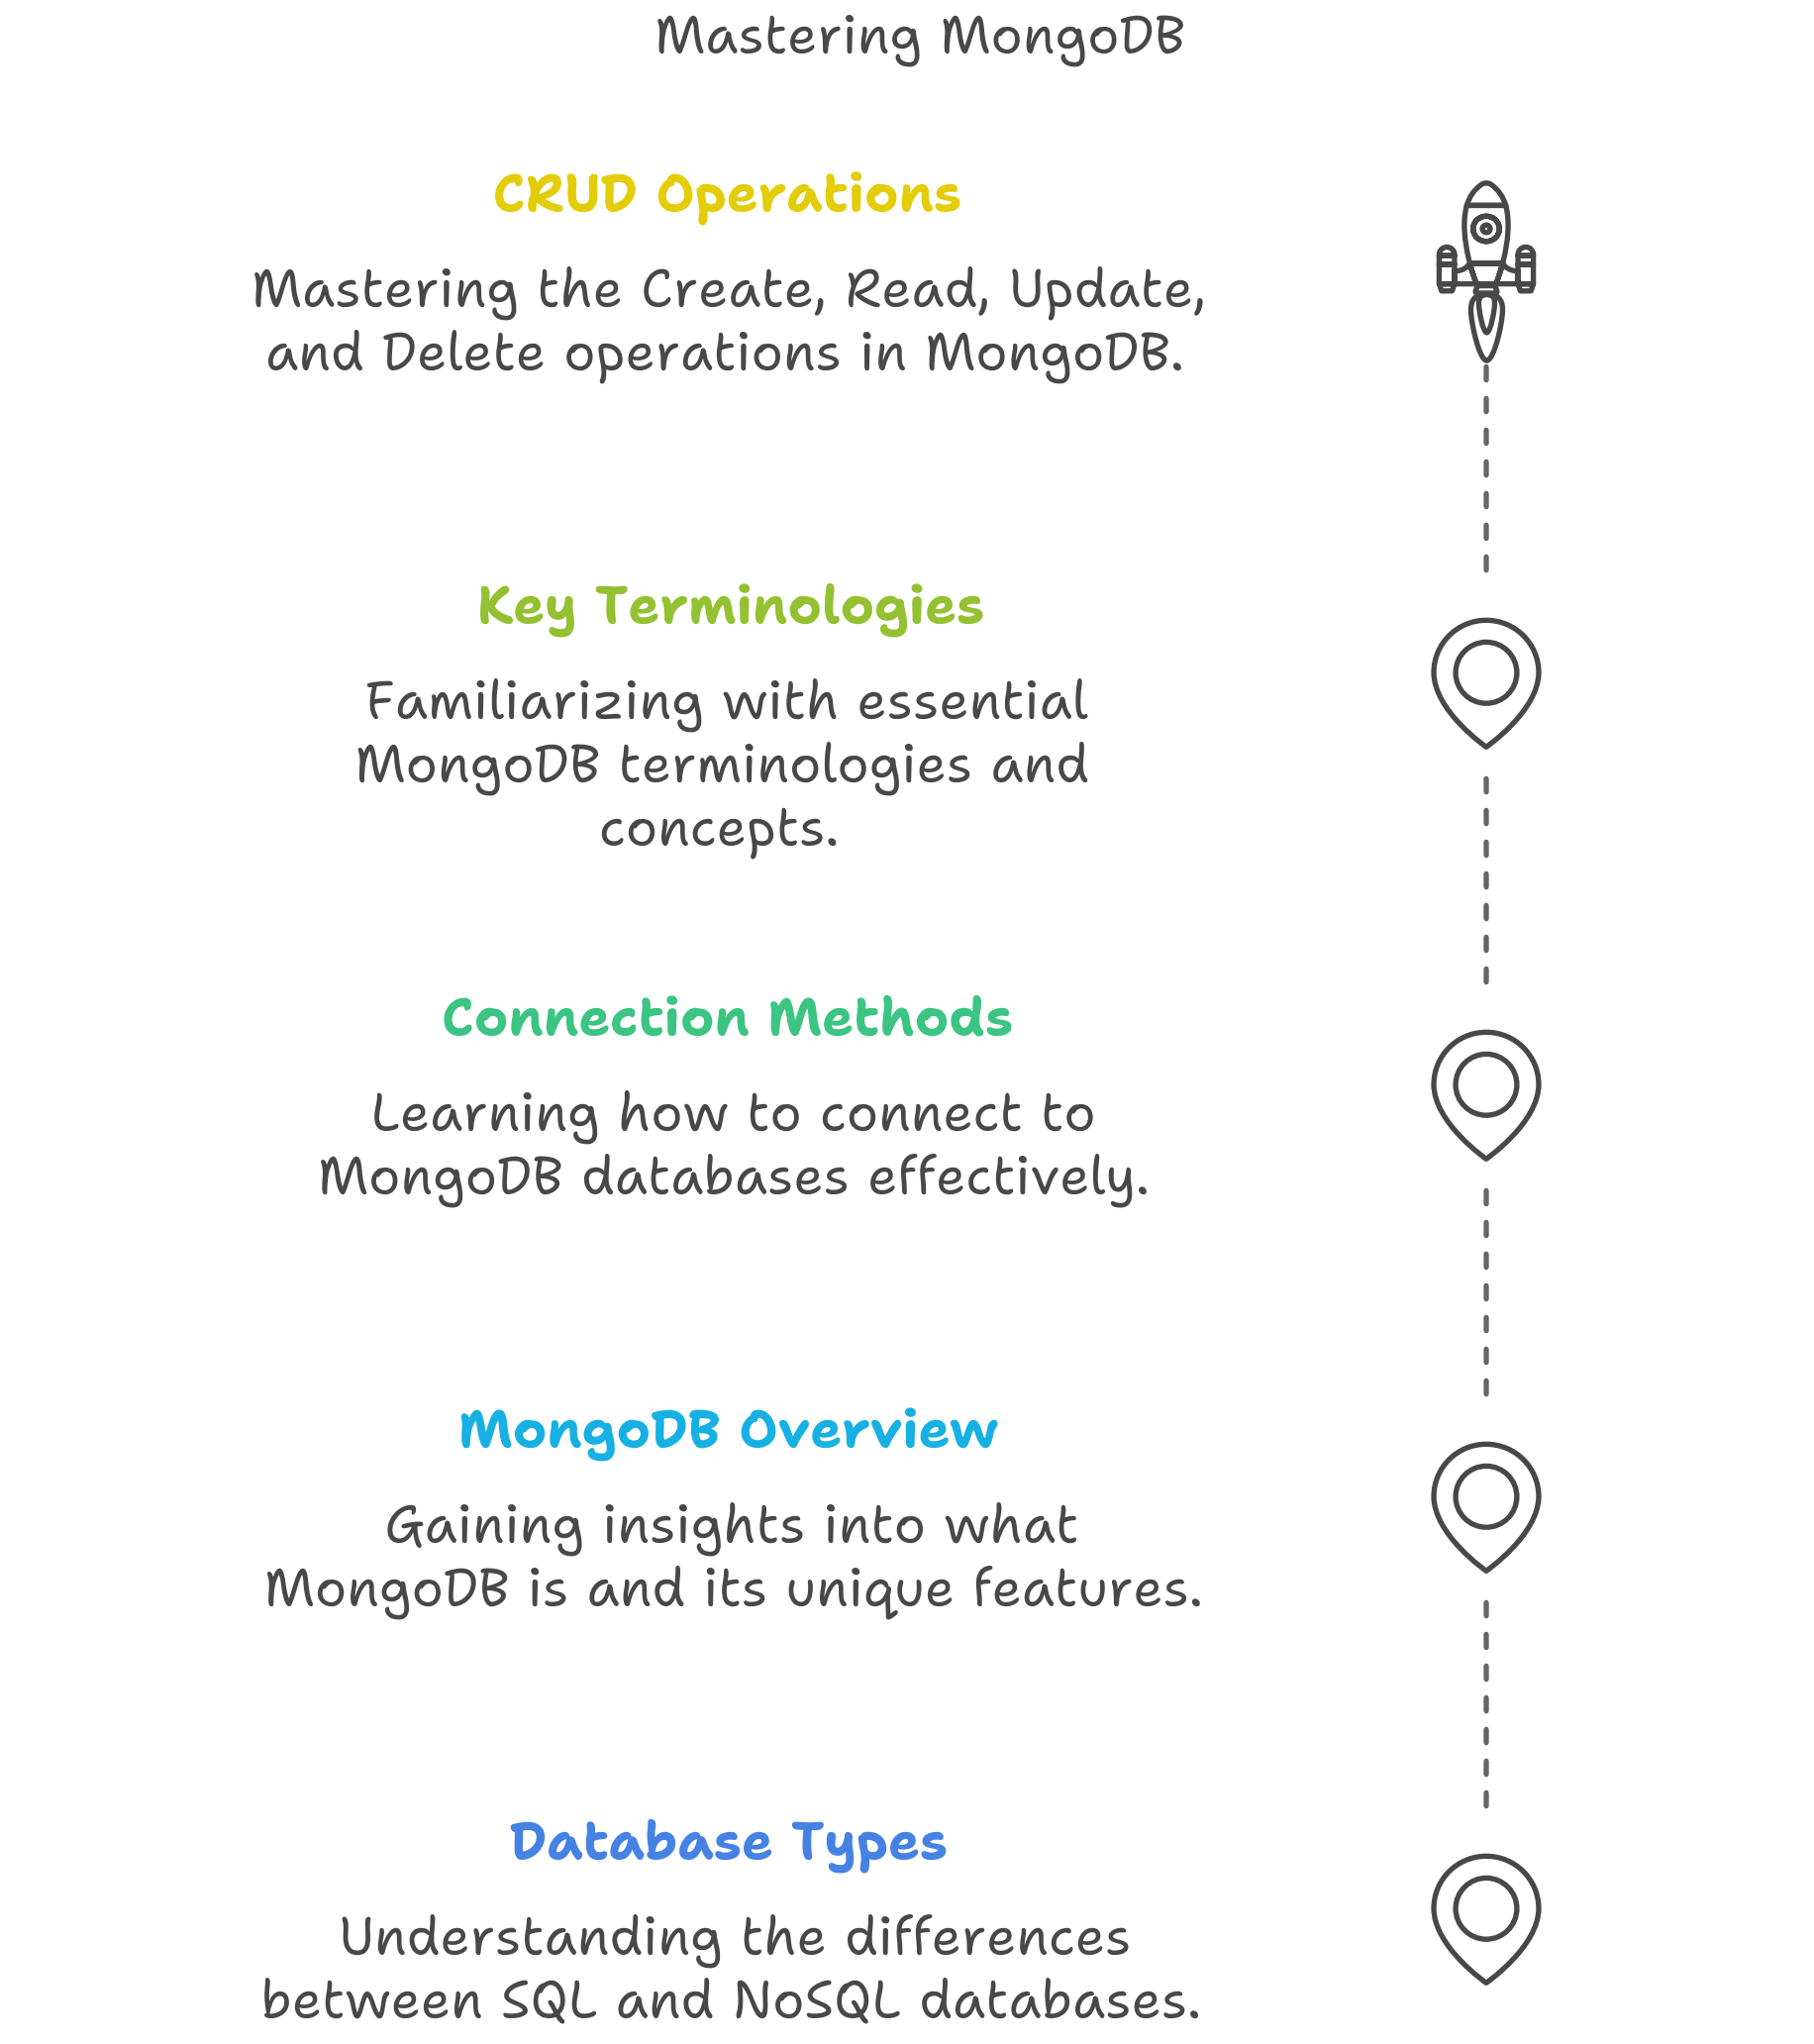 Mastering MongoDB
CRUD Operations
Mastering the Create, Read, Update,
and Delete operations in MongoDB.
Key Terminologies
Familiarizing with essential
MongoDB terminologies and
concepts.
Connection Methods
Learning how to connect to
MongoDB databases effectively.
MongoDB Overview
Gaining insights into what
MongoDB is and its unique features.
Database Types
Understanding the differences
between SQL and NoSQL databases.